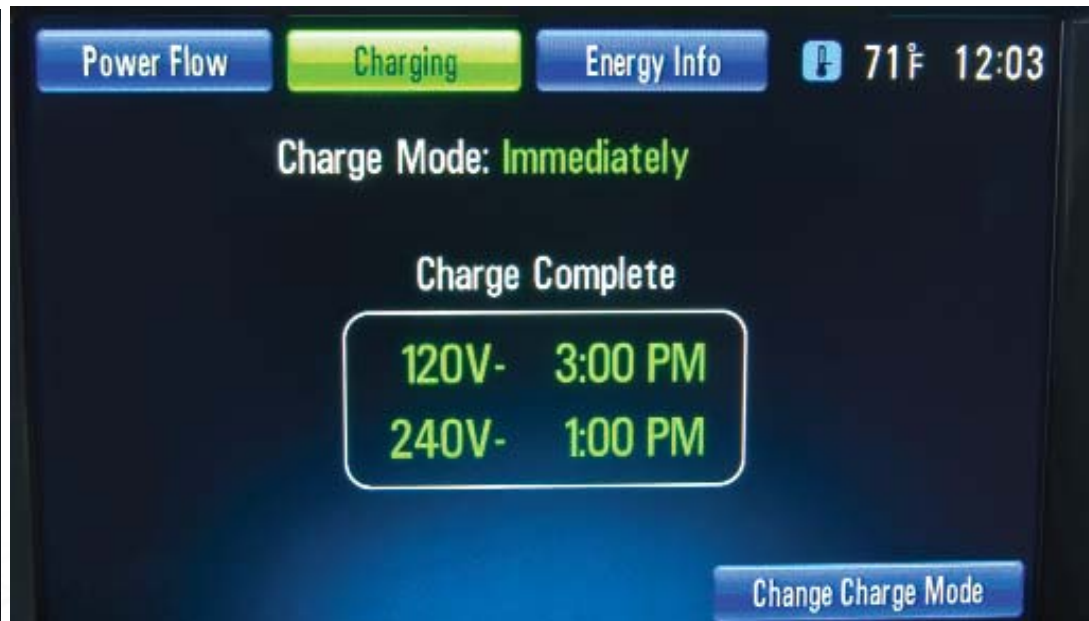 Power Flow Charging Energy Info 71°F 12:03
Charge Mode: Immediately
Charge Complete
120V- 3:00 PM
240V- 1:00 PM
Change Charge Mode